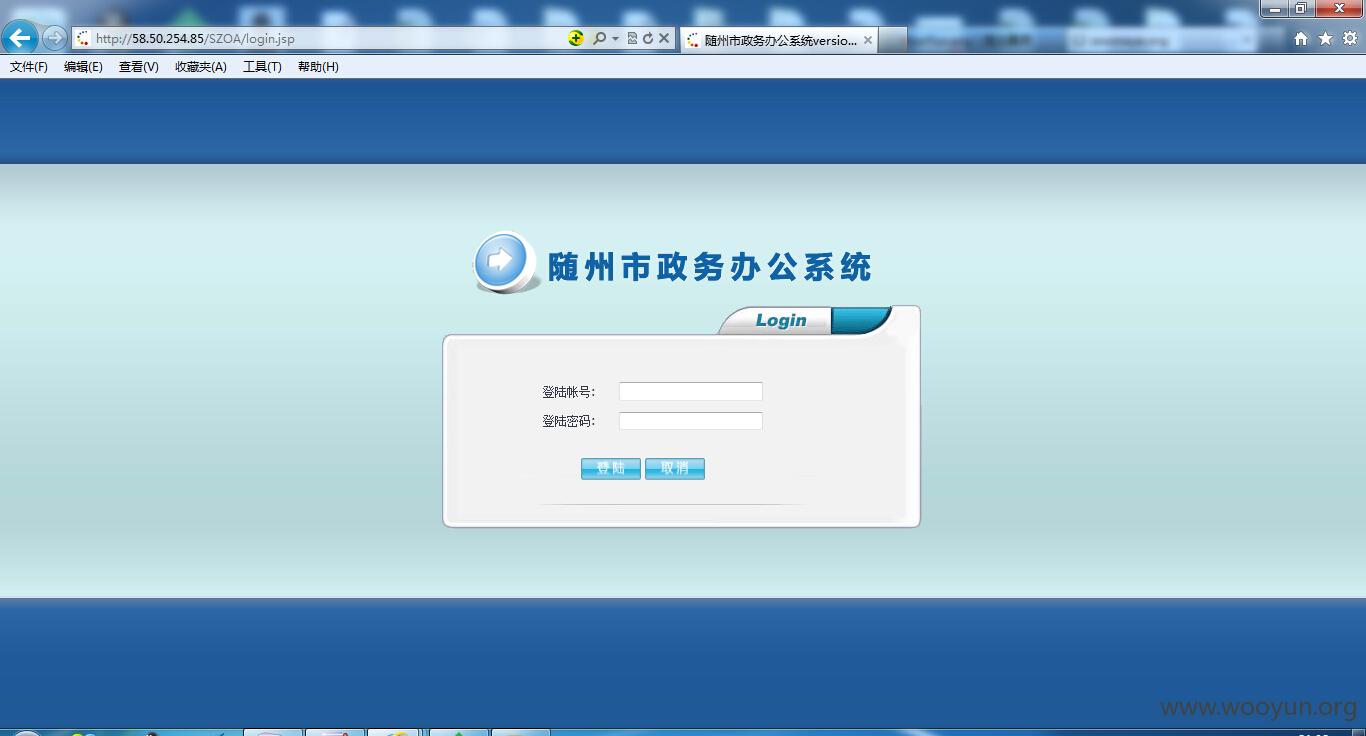 http://58.50.254.85/SZOA/login.jsp
随州市政务办公系统versio...
文件(F) 编辑(E) 查看(V) 收藏夹(A) 工具(T) 帮助(H)
随州市政务办公系统
Login
登陆帐号:
登陆密码:
登陆 取消
www.wooyun.org